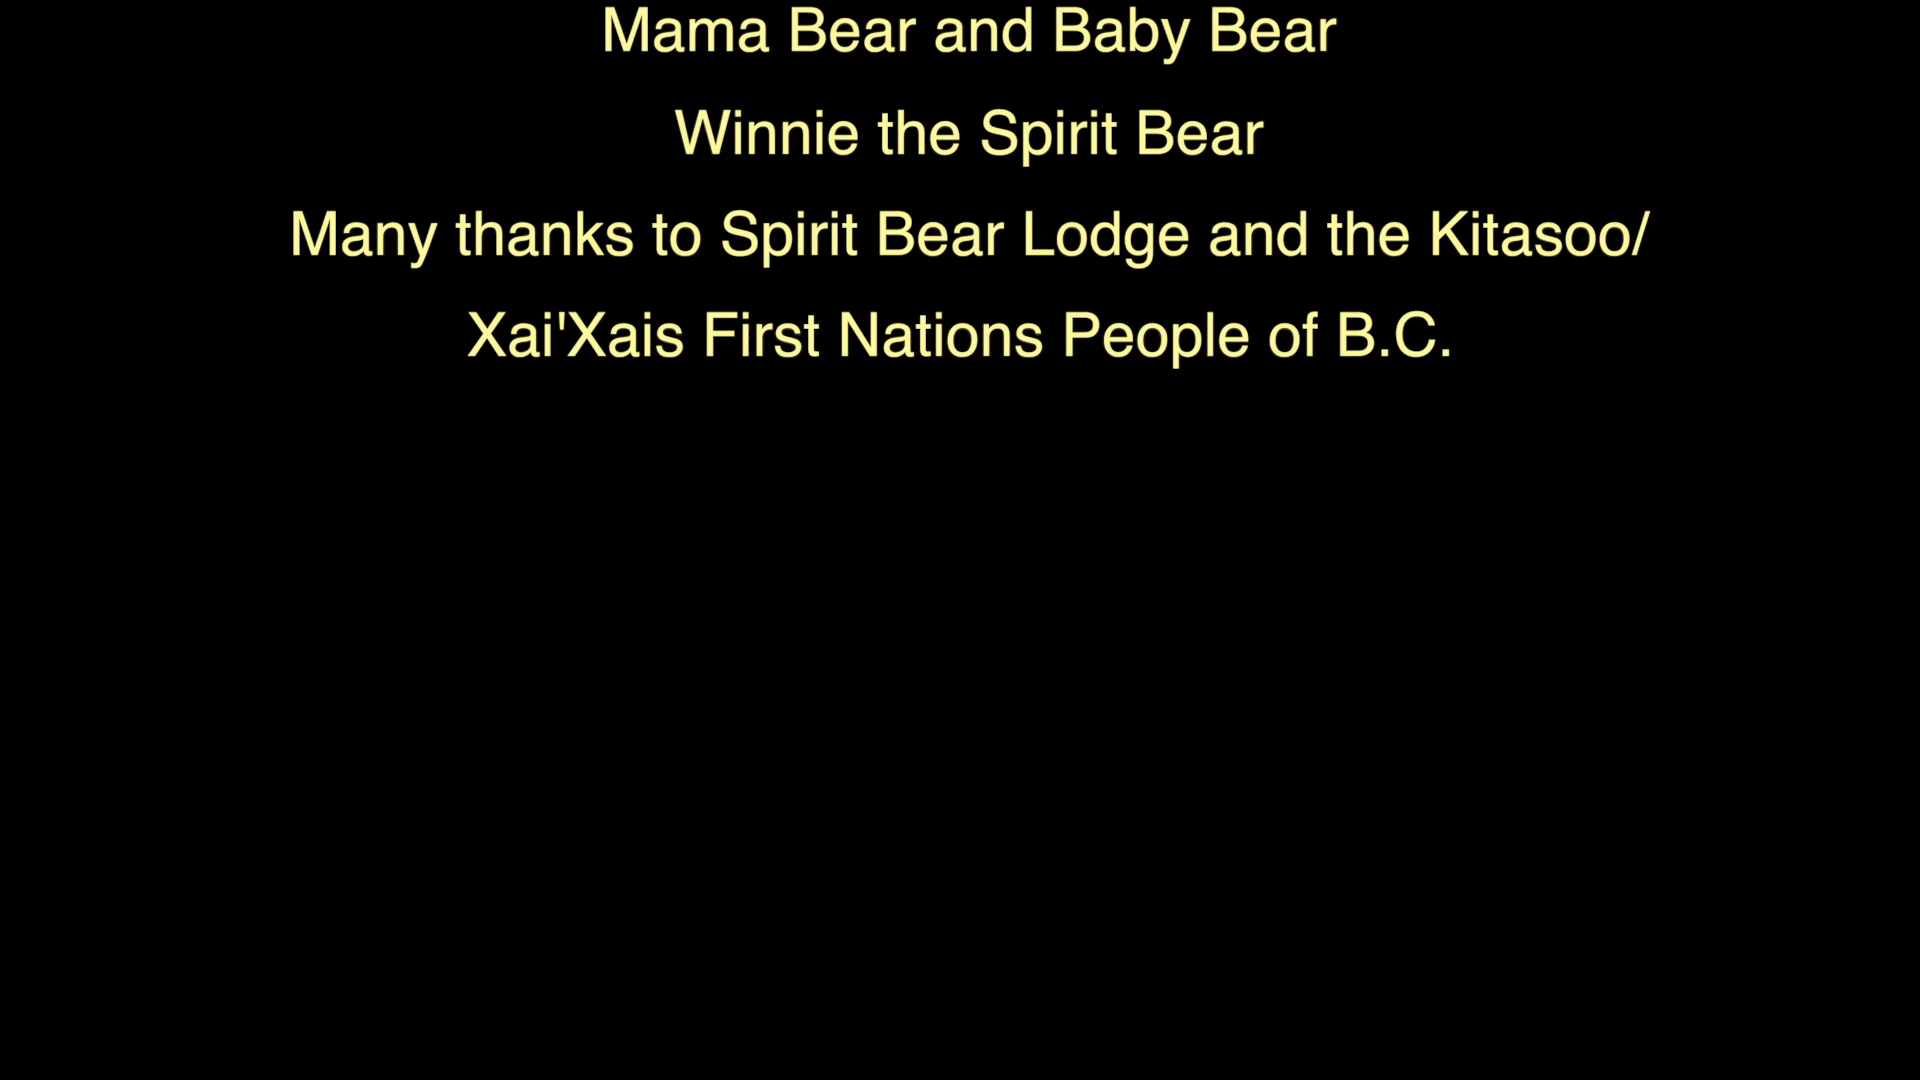 Mama Bear and Baby Bear
Winnie the Spirit Bear
Many thanks to Spirit Bear Lodge and the Kitasoo/
Xai'Xais First Nations People of B.C.